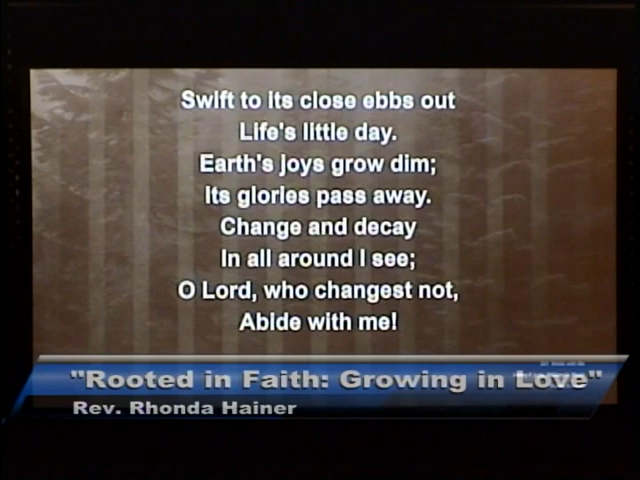 Swift to its close ebbs out
Life's little day.
Earth's joys grow dim;
Its glories pass away.
Change and decay
In all around I see;
O Lord, who changest not,
Abide with me!
"Rooted in Faith: Growing in Love"
Rev. Rhonda Hainer